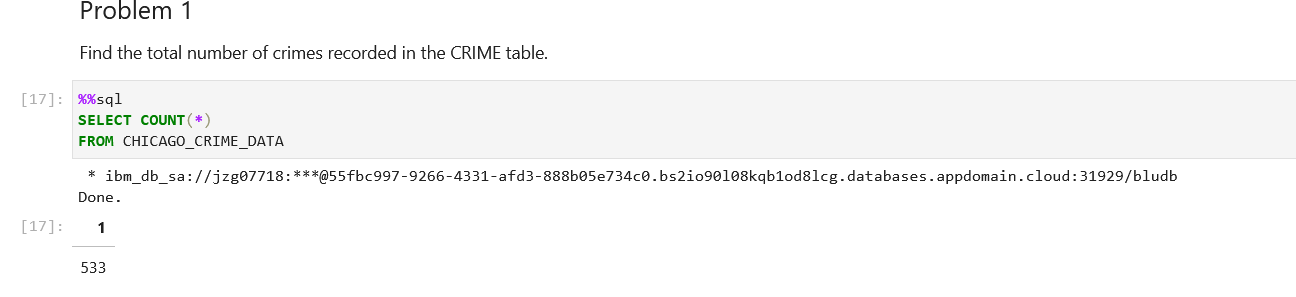 Problem 1
Find the total number of crimes recorded in the CRIME table.
[17]: %%sql
SELECT COUNT(*)
FROM CHICAGO_CRIME_DATA
* ibm_db_sa://jzg07718:***@55fbc997-9266-4331-afd3-888b05e734c0.bs2io90l08kqb1od8lcg.databases.appdomain.cloud:31929/bludb
Done.
[17]: 1
533